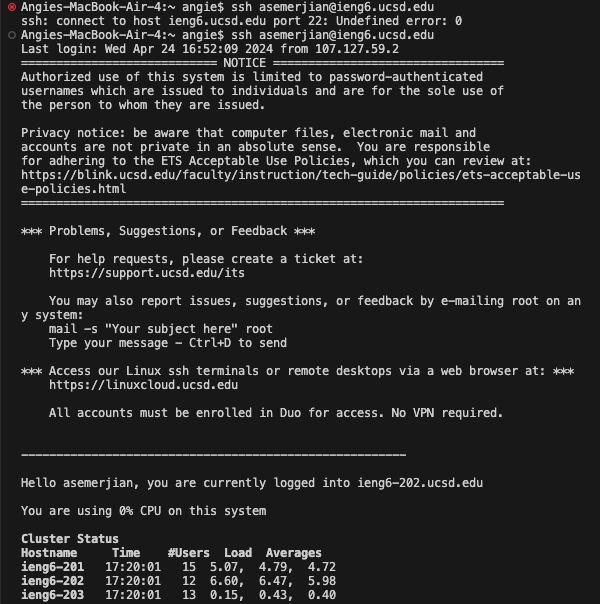 Angies-MacBook-Air-4:~ angie$ ssh asemerjian@ieng6.ucsd.edu
ssh: connect to host ieng6.ucsd.edu port 22: Undefined error: 0
Angies-MacBook-Air-4:~ angie$ ssh asemerjian@ieng6.ucsd.edu
Last login: Wed Apr 24 16:52:09 2024 from 107.127.59.2
============================ NOTICE =================================
Authorized use of this system is limited to password-authenticated
usernames which are issued to individuals and are for the sole use of
the person to whom they are issued.

Privacy notice: be aware that computer files, electronic mail and
accounts are not private in an absolute sense.  You are responsible
for adhering to the ETS Acceptable Use Policies, which you can review at:
https://blink.ucsd.edu/faculty/instruction/tech-guide/policies/ets-acceptable-us
e-policies.html
=====================================================================

*** Problems, Suggestions, or Feedback ***

    For help requests, please create a ticket at:
    https://support.ucsd.edu/its

    You may also report issues, suggestions, or feedback by e-mailing root on an
y system:
    mail -s "Your subject here" root
    Type your message - Ctrl+D to send

*** Access our Linux ssh terminals or remote desktops via a web browser at: ***
    https://linuxcloud.ucsd.edu

    All accounts must be enrolled in Duo for access. No VPN required.


-------------------------------------------------------

Hello asemerjian, you are currently logged into ieng6-202.ucsd.edu

You are using 0% CPU on this system

Cluster Status
Hostname     Time    #Users  Load  Averages
ieng6-201   17:20:01   15  5.07,  4.79,  4.72
ieng6-202   17:20:01   12  6.60,  6.47,  5.98
ieng6-203   17:20:01   13  0.15,  0.43,  0.40